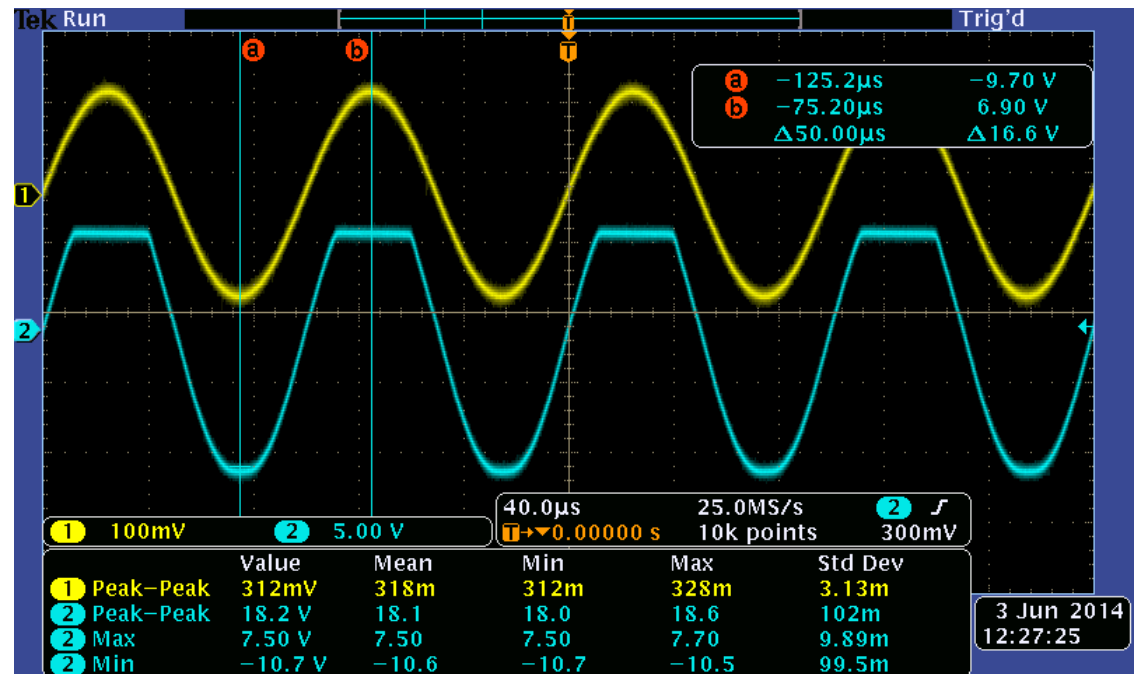 Tek Run Trig'd
T
a b T
a −125.2µs −9.70 V
b −75.20µs 6.90 V
Δ50.00µs Δ16.6 V
1
2
1 100mV 2 5.00 V
40.0µs 25.0MS/s 2
T→▼0.00000 s 10k points 300mV
Value Mean Min Max Std Dev
1 Peak−Peak 312mV 318m 312m 328m 3.13m
2 Peak−Peak 18.2 V 18.1 18.0 18.6 102m
2 Max 7.50 V 7.50 7.50 7.70 9.89m
2 Min −10.7 V −10.6 −10.7 −10.5 99.5m
3 Jun 2014
12:27:25